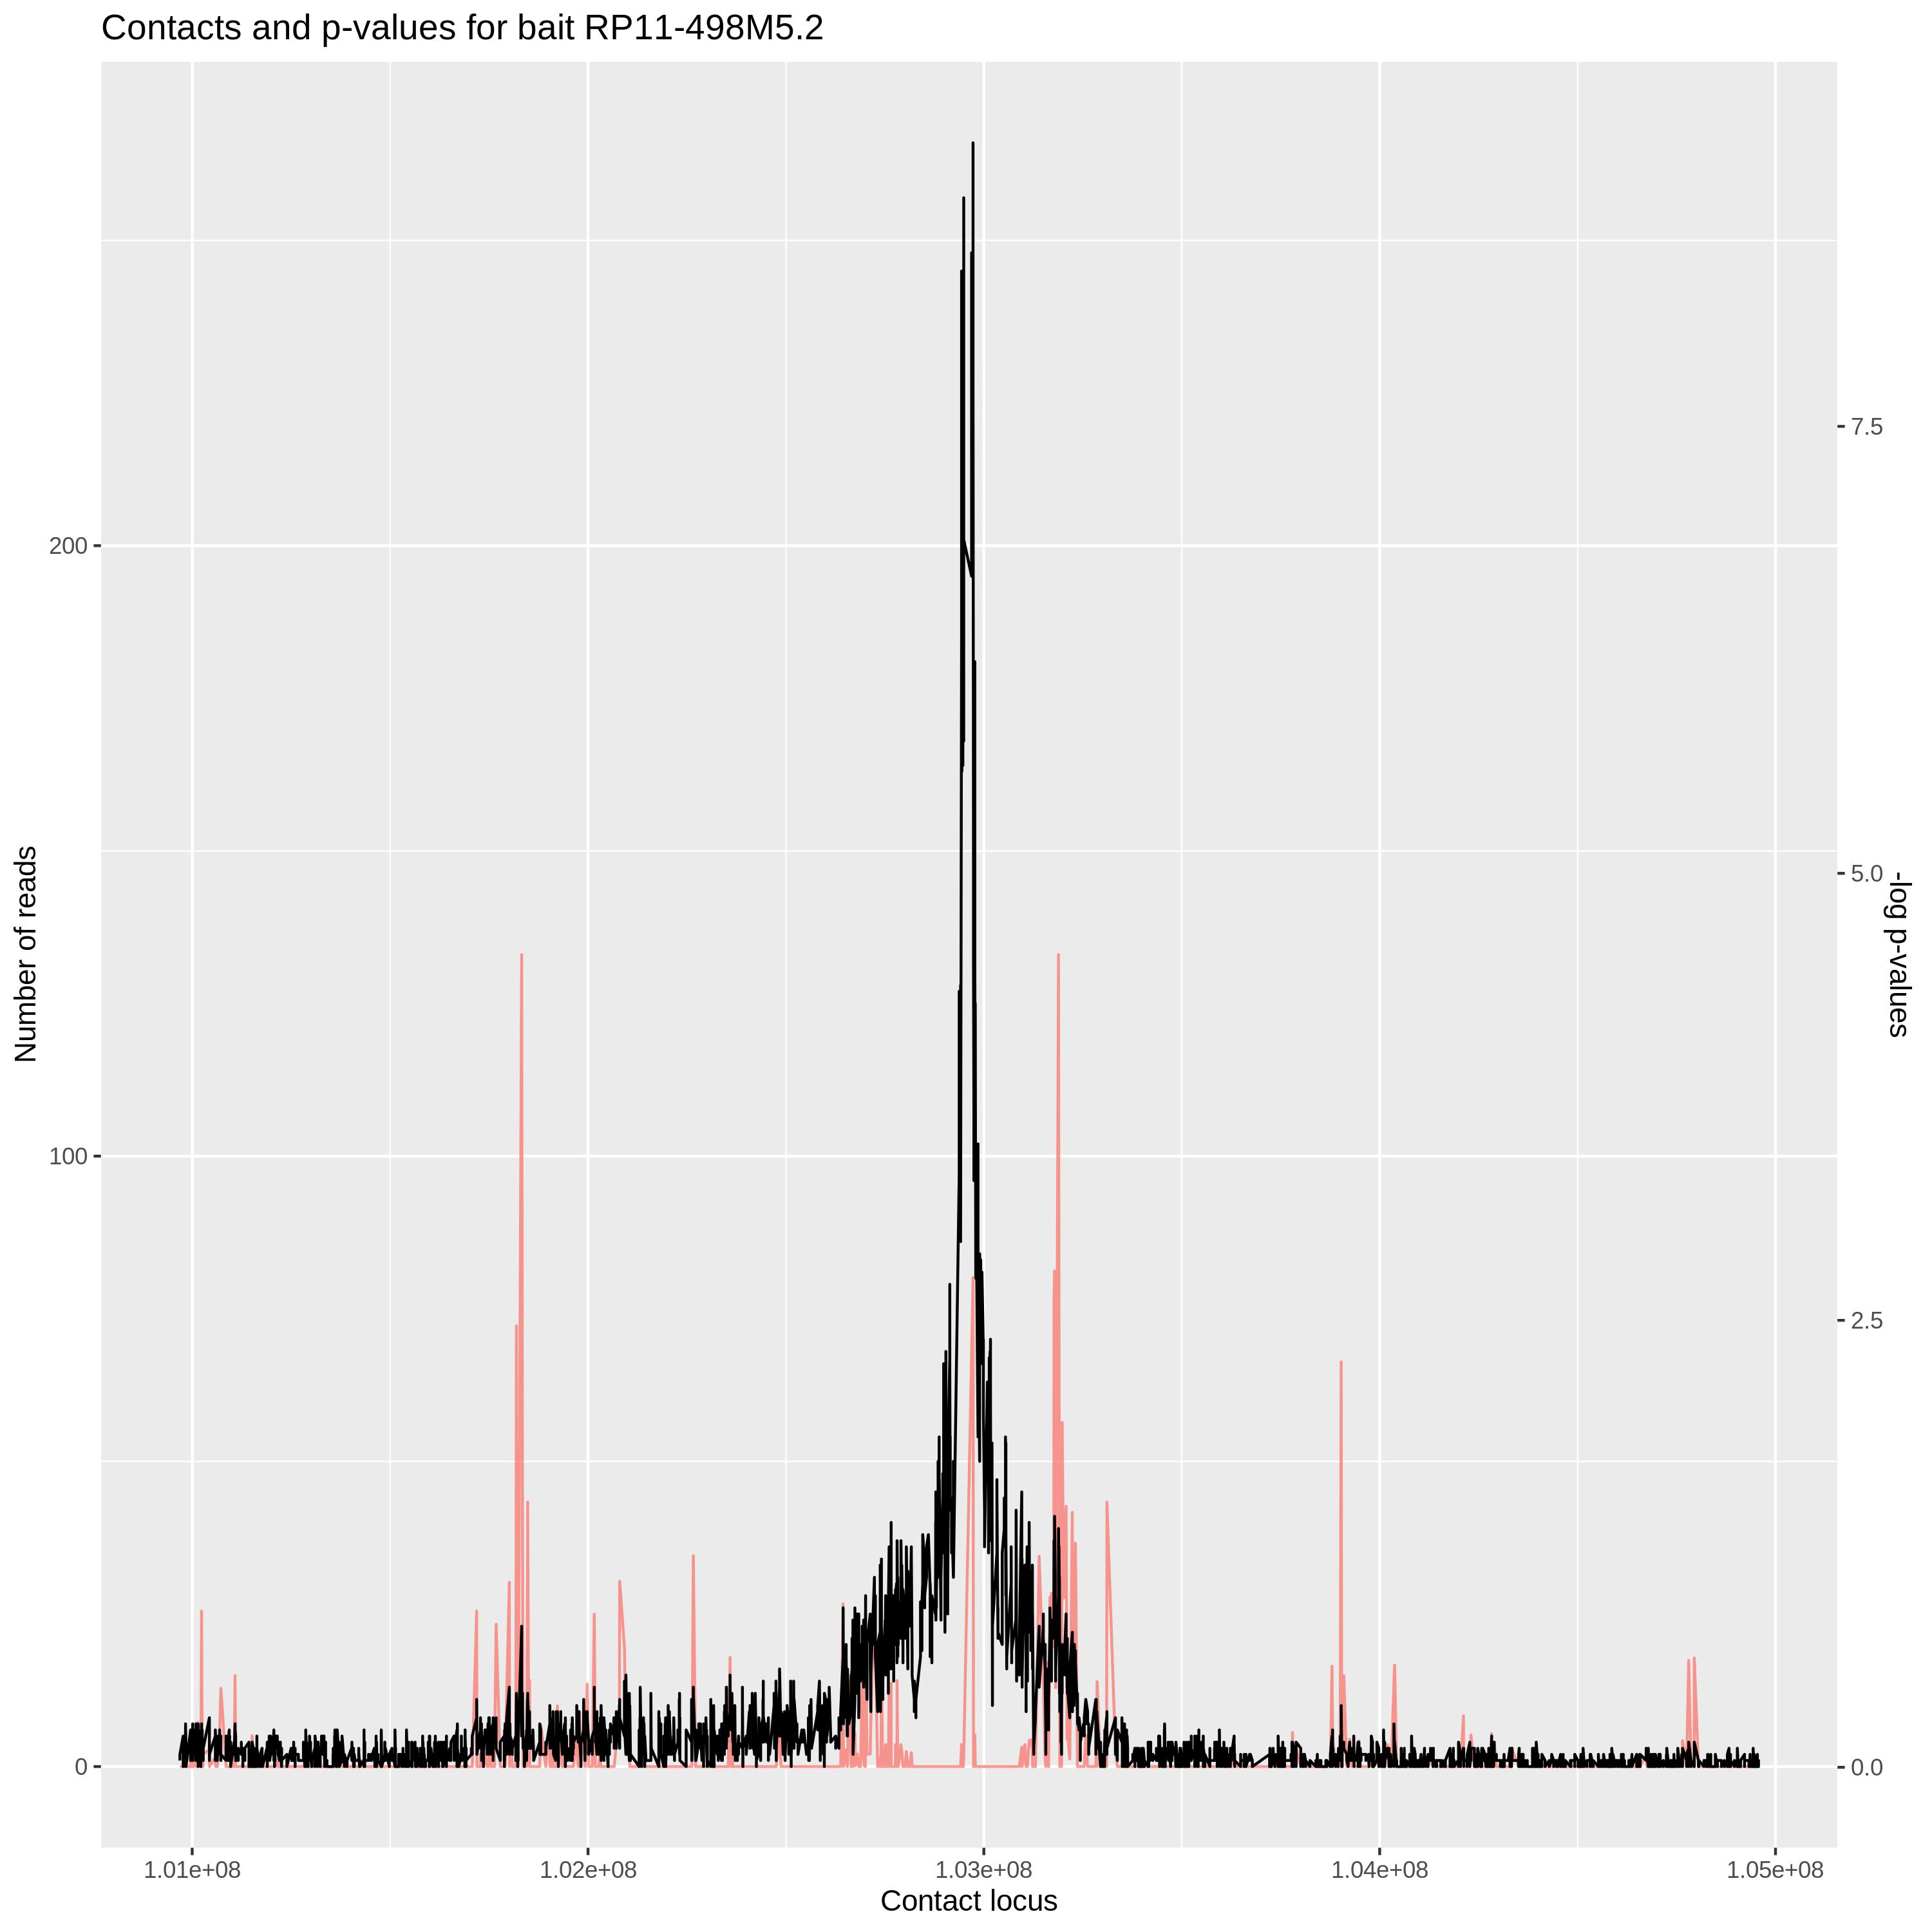 Contacts and p-values for bait RP11-498M5.2
Number of reads
200
100
0
7.5
5.0
2.5
0.0
-log p-values
1.01e+08
1.02e+08
1.03e+08
1.04e+08
1.05e+08
Contact locus